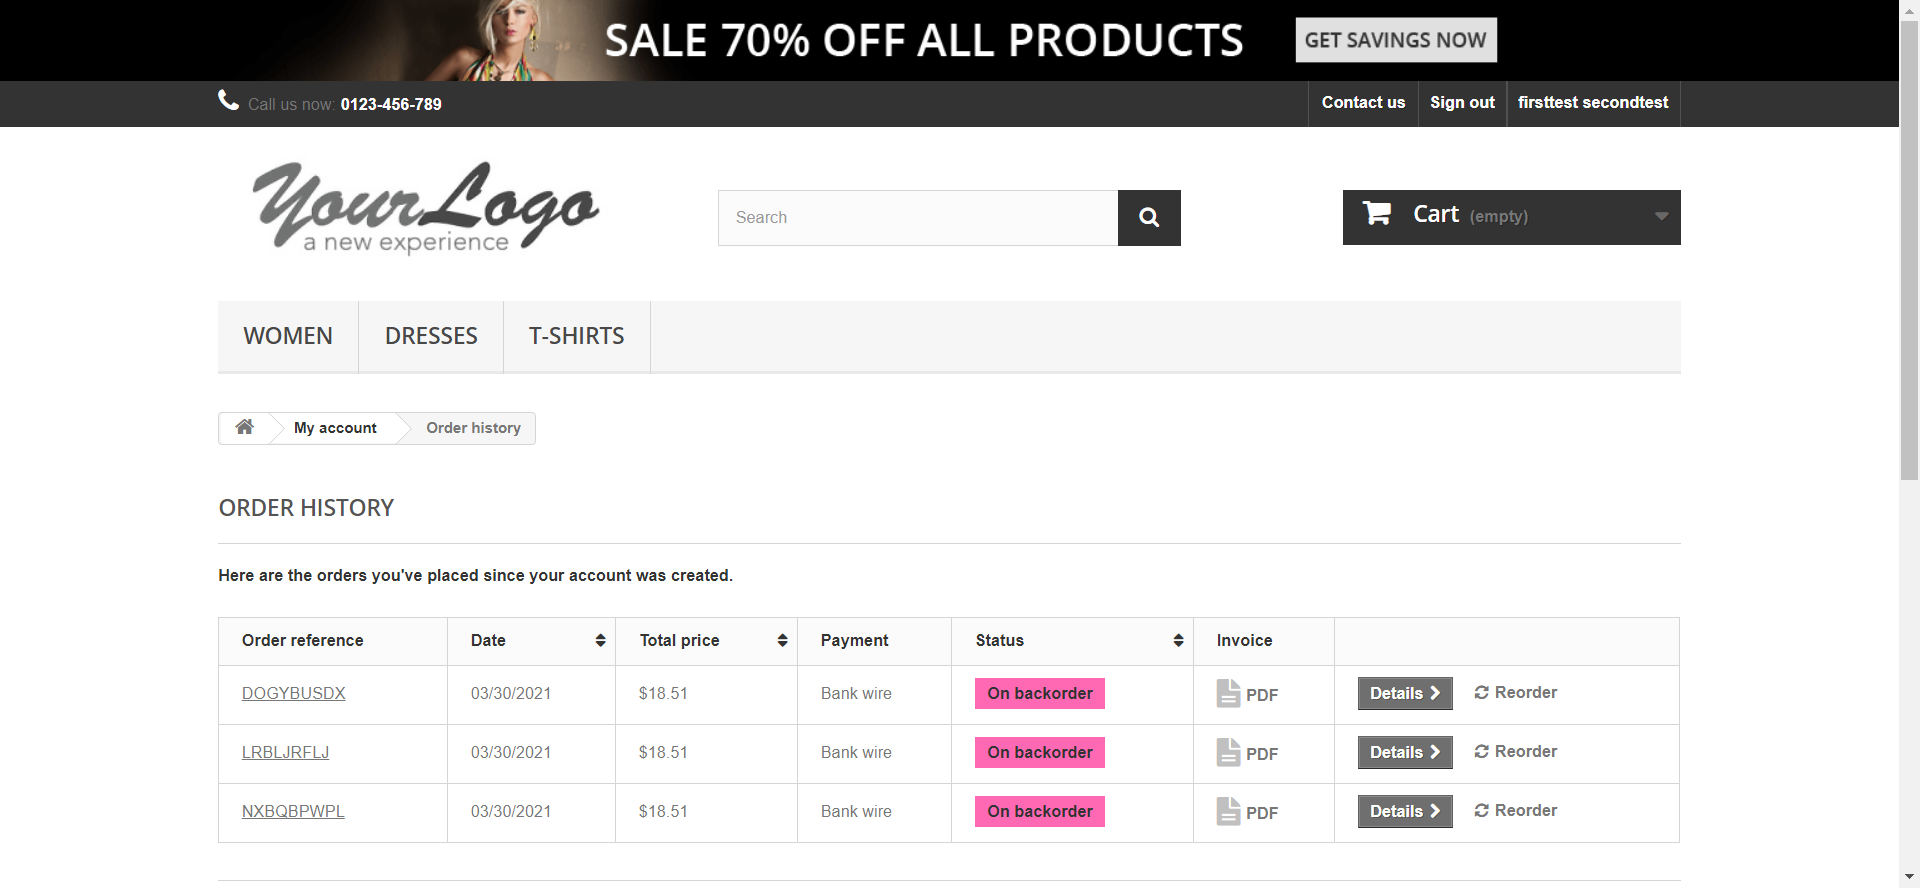 SALE 70% OFF ALL PRODUCTS GET SAVINGS NOW
Call us now: 0123-456-789 Contact us Sign out firsttest secondtest
Your Logo
a new experience
Search
Cart (empty)
WOMEN DRESSES T-SHIRTS
My account Order history
ORDER HISTORY
Here are the orders you've placed since your account was created.
Order reference Date Total price Payment Status Invoice
DOGYBUSDX 03/30/2021 $18.51 Bank wire On backorder PDF Details Reorder
LRBLJRFLJ 03/30/2021 $18.51 Bank wire On backorder PDF Details Reorder
NXBQBPWPL 03/30/2021 $18.51 Bank wire On backorder PDF Details Reorder